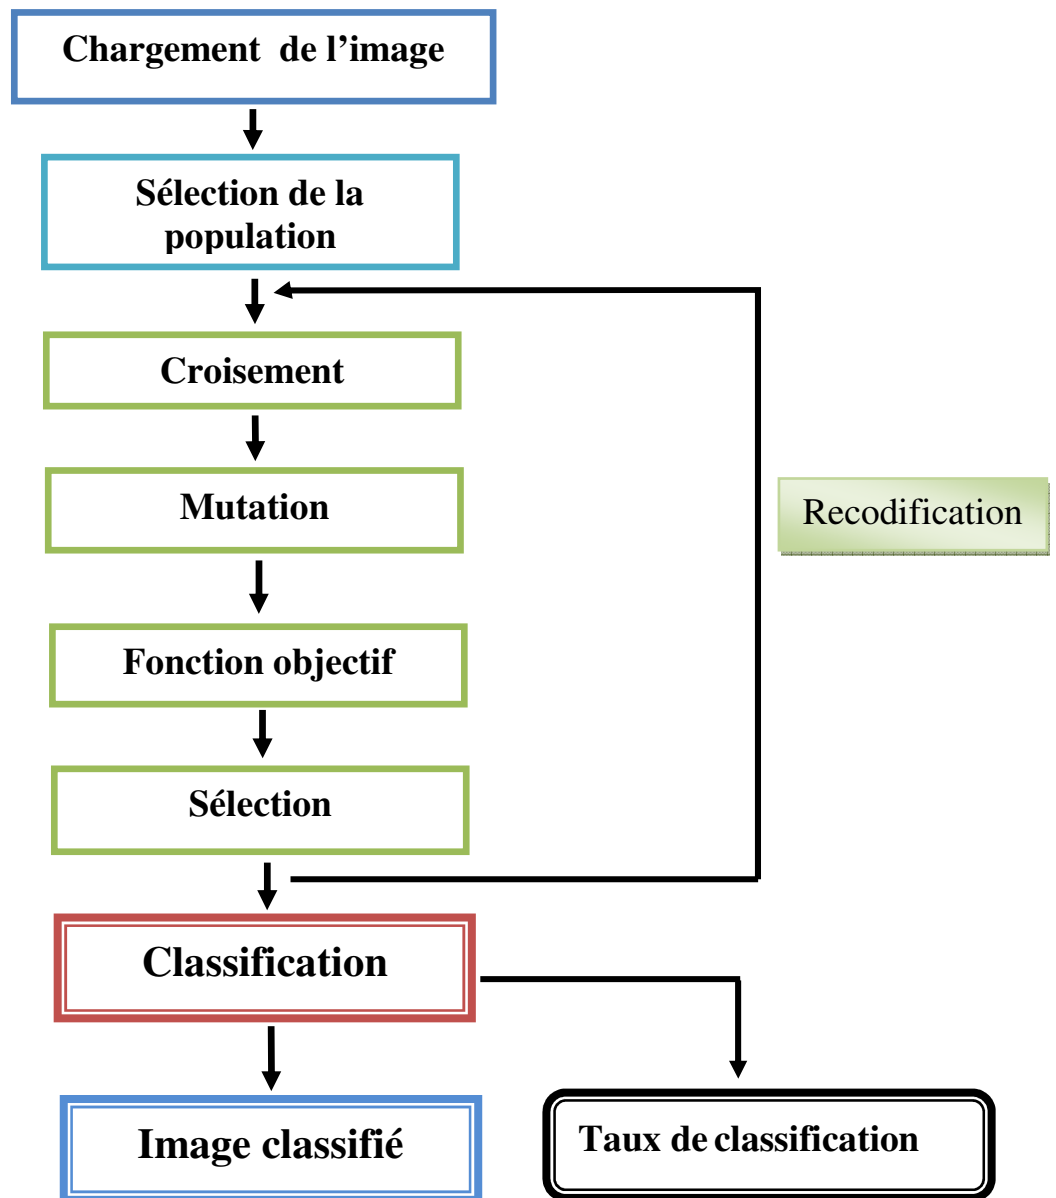 Chargement de l’image
Sélection de la
population
Croisement
Mutation
Recodification
Fonction objectif
Sélection
Classification
Image classifié
Taux de classification